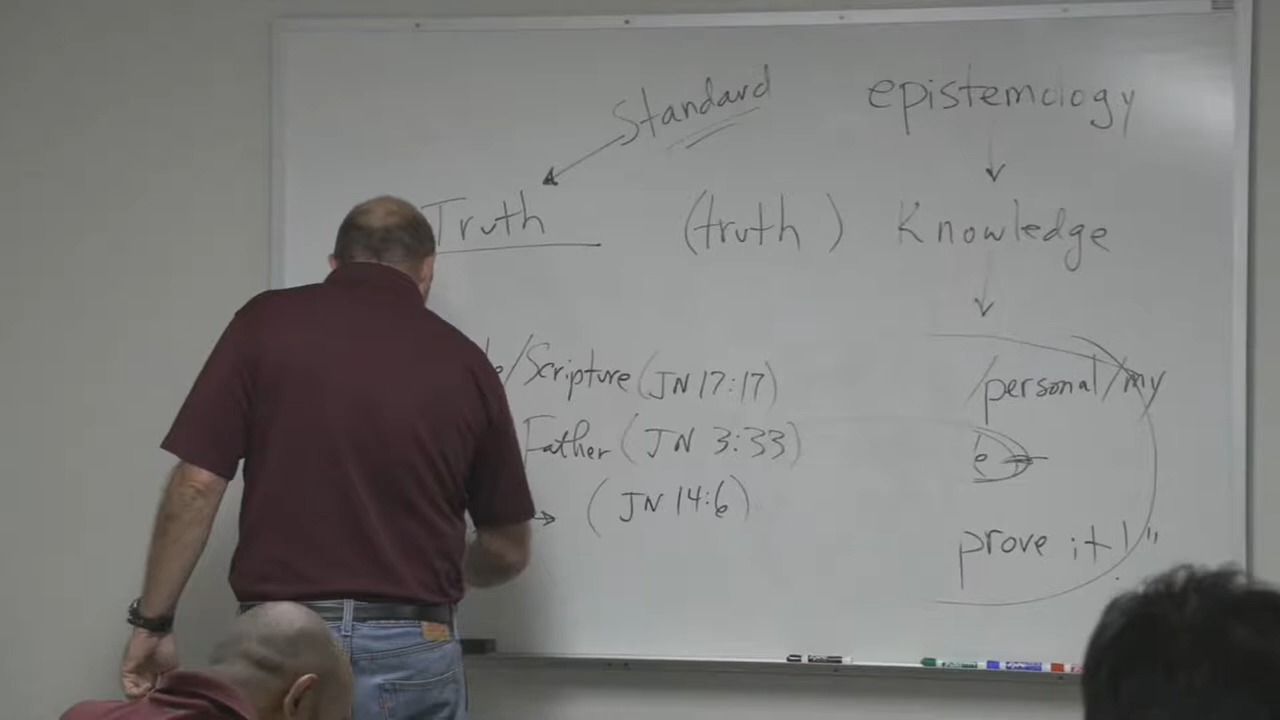 Standard epistemology
Truth (truth) Knowledge
/Scripture (JN 17:17) /personal/my
Father (JN 3:33)
(JN 14:6)
prove it!"